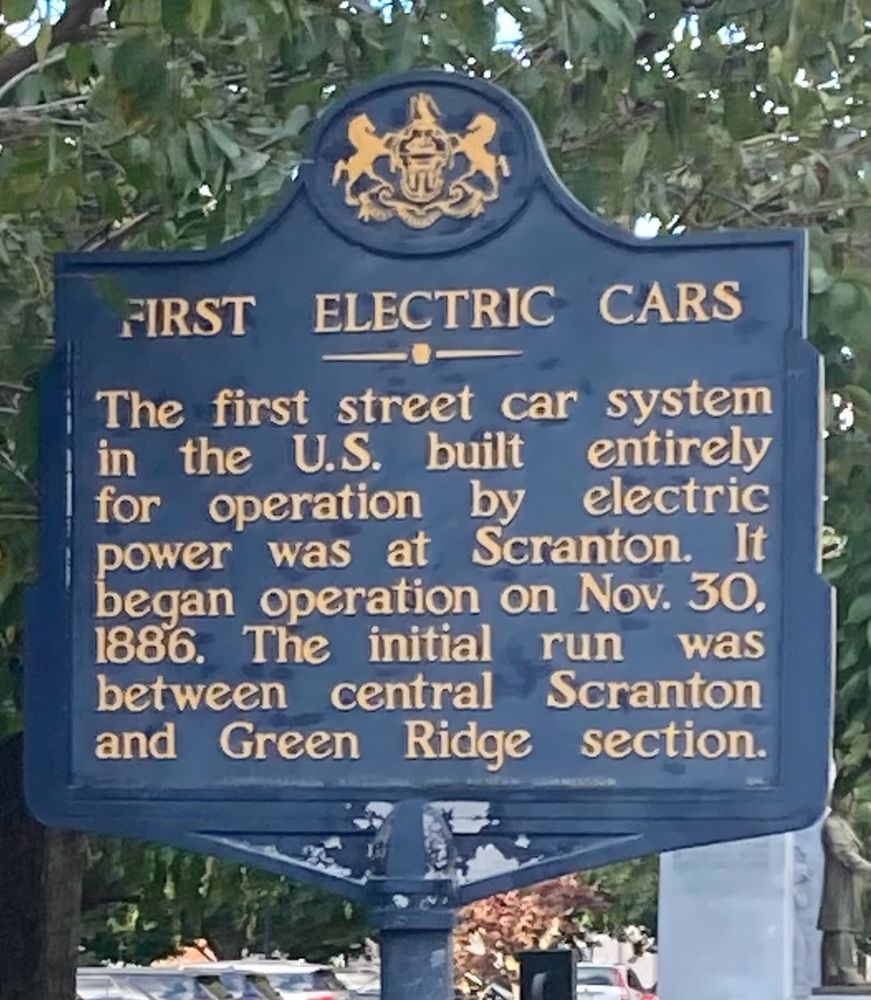 FIRST ELECTRIC CARS
The first street car system
in the U.S. built entirely
for operation by electric
power was at Scranton. It
began operation on Nov. 30,
1886. The initial run was
between central Scranton
and Green Ridge section.